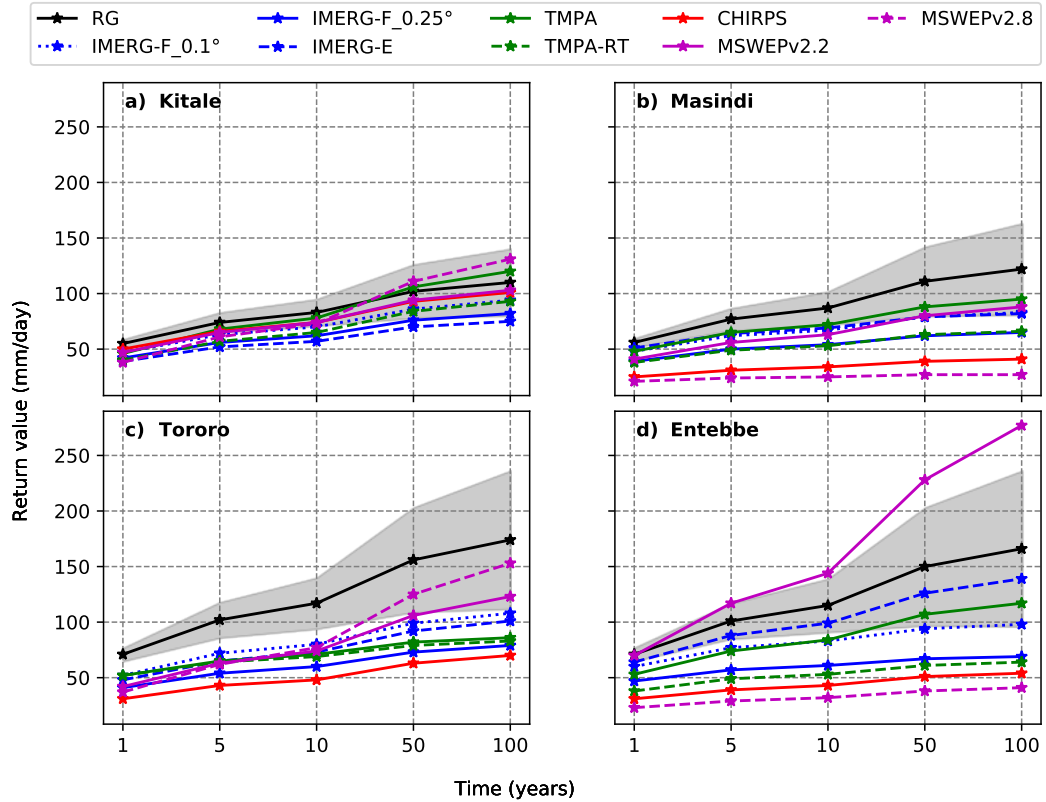 RG IMERG-F_0.25° TMPA CHIRPS MSWEPv2.8
IMERG-F_0.1° IMERG-E TMPA-RT MSWEPv2.2
a) Kitale
b) Masindi
250
200
150
100
50
c) Tororo
d) Entebbe
250
200
150
100
50
Return value (mm/day)
1 5 10 50 100
1 5 10 50 100
Time (years)